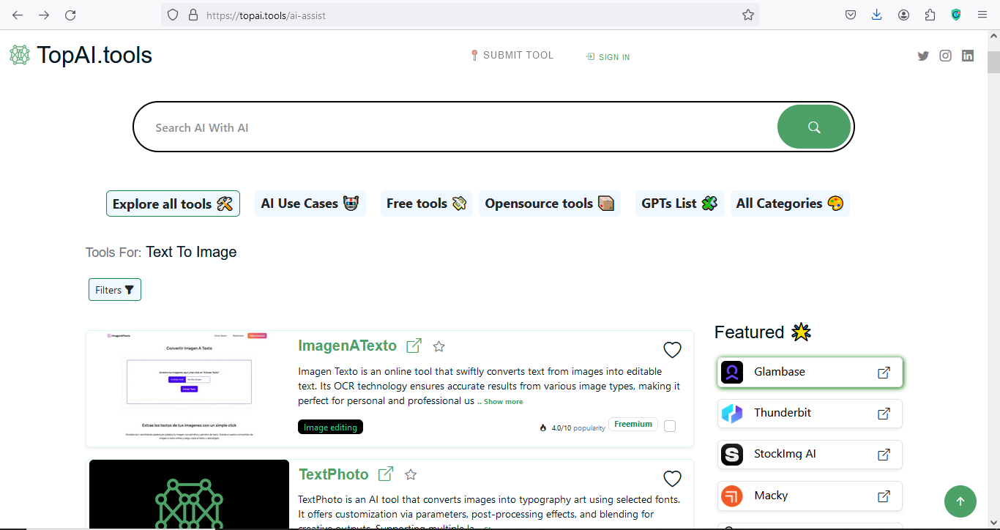 https://topai.tools/ai-assist
TopAI.tools
SUBMIT TOOL
SIGN IN
Search AI With AI
Explore all tools
AI Use Cases
Free tools
Opensource tools
GPTs List
All Categories
Tools For: Text To Image
Filters
ImagenATexto
Convertir Imagen A Texto
Extrae los textos de tus imagenes con un simple click
ImagenATexto
Imagen Texto is an online tool that swiftly converts text from images into editable
text. Its OCR technology ensures accurate results from various image types, making it
perfect for personal and professional us .. Show more
Image editing
4.0/10 popularity
Freemium
TextPhoto
TextPhoto is an AI tool that converts images into typography art using selected fonts.
It offers customization via parameters, post-processing effects, and blending for
creative outputs. Supporting multiple la
Featured
Glambase
Thunderbit
StockImg AI
Macky